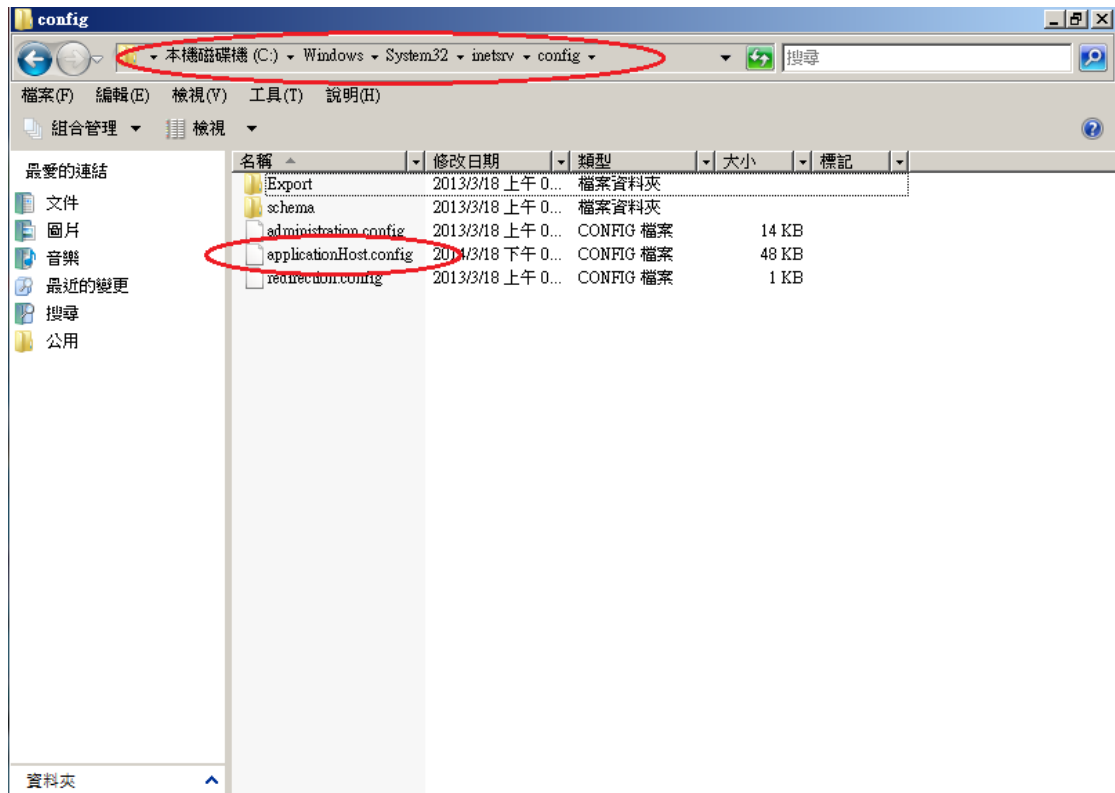 config
本機磁碟機 (C:) ▾ Windows ▾ System32 ▾ inetsrv ▾ config ▾ 搜尋
檔案(F) 編輯(E) 檢視(V) 工具(T) 說明(H)
組合管理 ▼ 檢視 ▼
最愛的連結
文件
圖片
音樂
最近的變更
搜尋
公用
資料夾
名稱 修改日期 類型 大小 標記
Export 2013/3/18 上午 0... 檔案資料夾
schema 2013/3/18 上午 0... 檔案資料夾
administration.config 2013/3/18 上午 0... CONFIG 檔案 14 KB
applicationHost.config 2014/3/18 下午 0... CONFIG 檔案 48 KB
redirection.config 2013/3/18 上午 0... CONFIG 檔案 1 KB